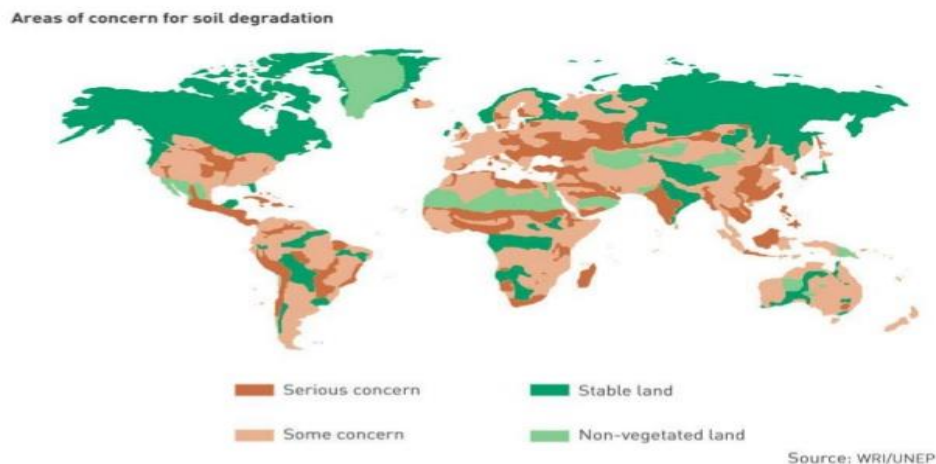 Areas of concern for soil degradation
Serious concern
Stable land
Some concern
Non-vegetated land
Source: WRI/UNEP